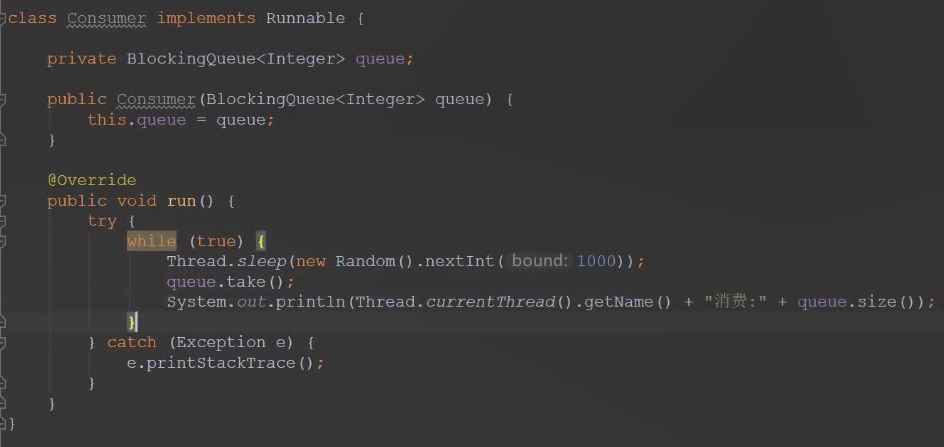 class Consumer implements Runnable {
private BlockingQueue<Integer> queue;
public Consumer(BlockingQueue<Integer> queue) {
this.queue = queue;
}
@Override
public void run() {
try {
while (true) {
Thread.sleep(new Random().nextInt( bound: 1000));
queue.take();
System.out.println(Thread.currentThread().getName() + "消费:" + queue.size());
}
} catch (Exception e) {
e.printStackTrace();
}
}
}